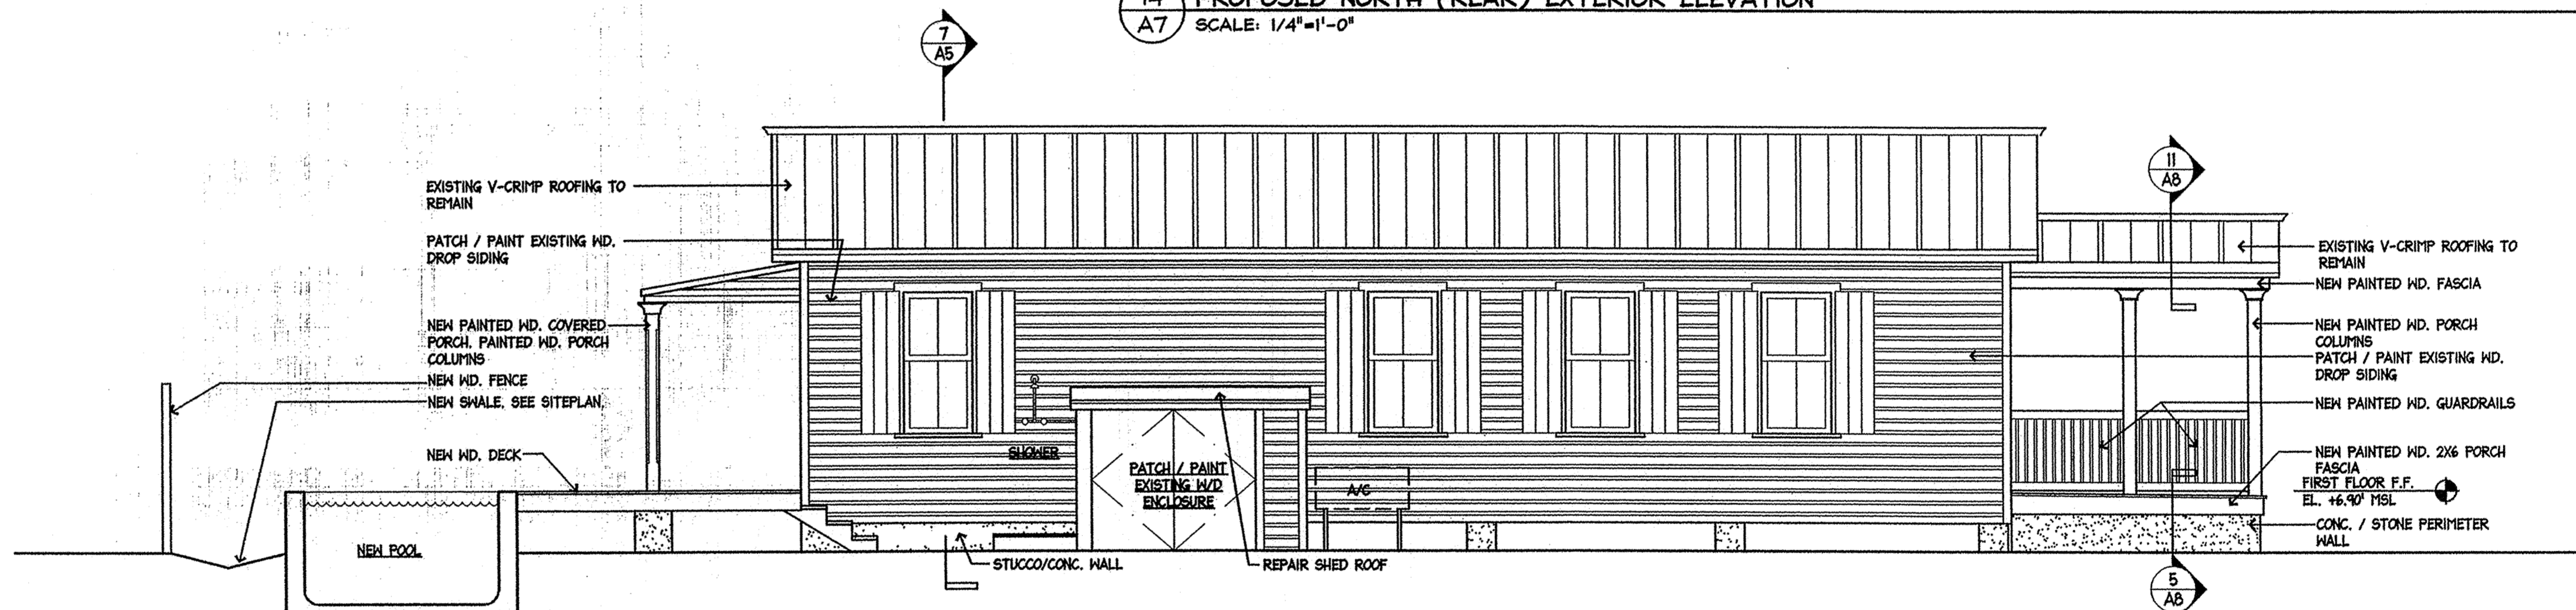 PROPOSED NORTH (REAR) EXTERIOR ELEVATION
14
A7
SCALE: 1/4"=1'-0"
7
A5
11
A8
EXISTING V-CRIMP ROOFING TO
REMAIN
PATCH / PAINT EXISTING WD.
DROP SIDING
NEW PAINTED WD. COVERED
PORCH. PAINTED WD. PORCH
COLUMNS
NEW WD. FENCE
NEW SWALE. SEE SITEPLAN.
NEW WD. DECK
NEW POOL
SHOWER
PATCH / PAINT
EXISTING W/D
ENCLOSURE
A/C
STUCCO/CONC. WALL
REPAIR SHED ROOF
EXISTING V-CRIMP ROOFING TO
REMAIN
NEW PAINTED WD. FASCIA
NEW PAINTED WD. PORCH
COLUMNS
PATCH / PAINT EXISTING WD.
DROP SIDING
NEW PAINTED WD. GUARDRAILS
NEW PAINTED WD. 2X6 PORCH
FASCIA
FIRST FLOOR F.F.
EL. +6.90' MSL
CONC. / STONE PERIMETER
WALL
5
A8